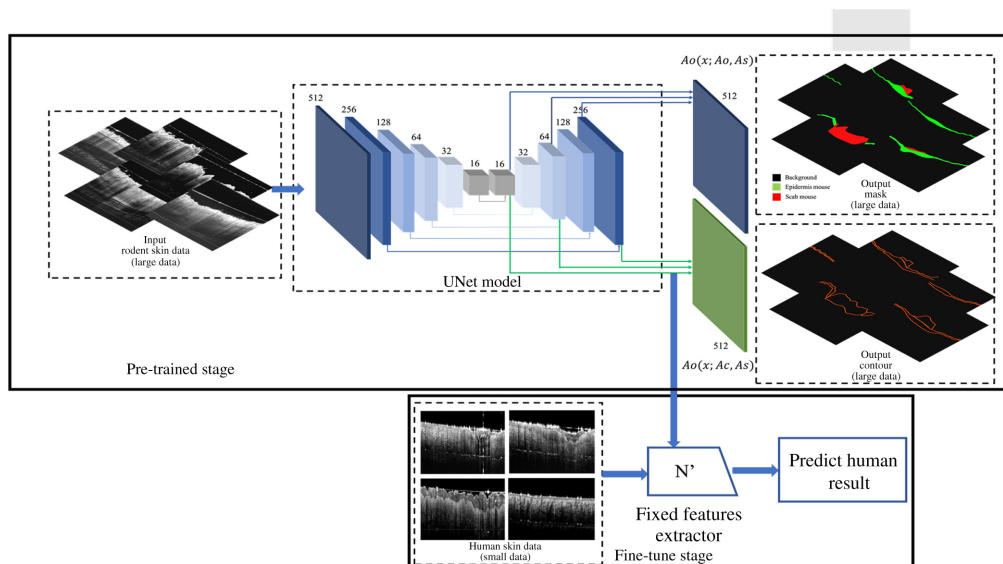 Input
rodent skin data
(large data)
512
256
128
64
32
16
16
32
64
128
256
UNet model
Ao(x; Ao, As)
512
512
Ao(x; Ac, As)
Background
Epidermis mouse
Scab mouse
Output
mask
(large data)
Output
contour
(large data)
Pre-trained stage
Human skin data
(small data)
N’
Fixed features
extractor
Fine-tune stage
Predict human
result